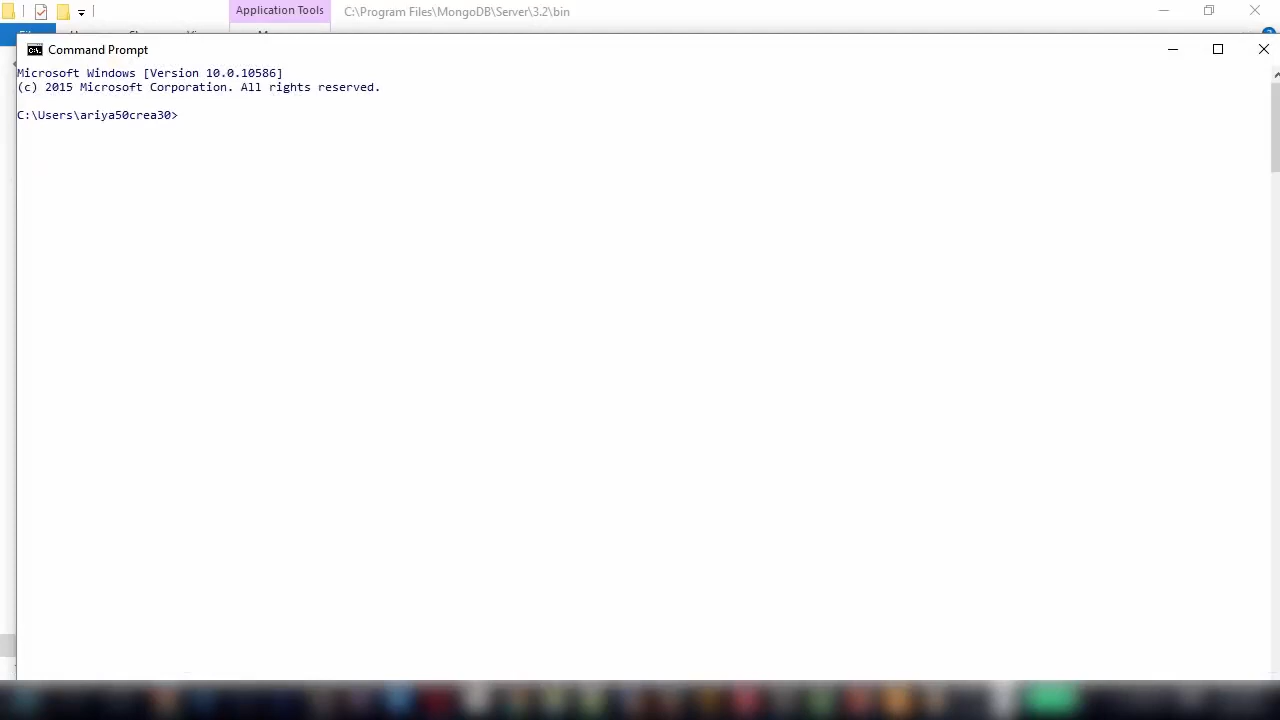 Application Tools
C:\Program Files\MongoDB\Server\3.2\bin
Command Prompt
Microsoft Windows [Version 10.0.10586]
(c) 2015 Microsoft Corporation. All rights reserved.
C:\Users\ariya50crea30>